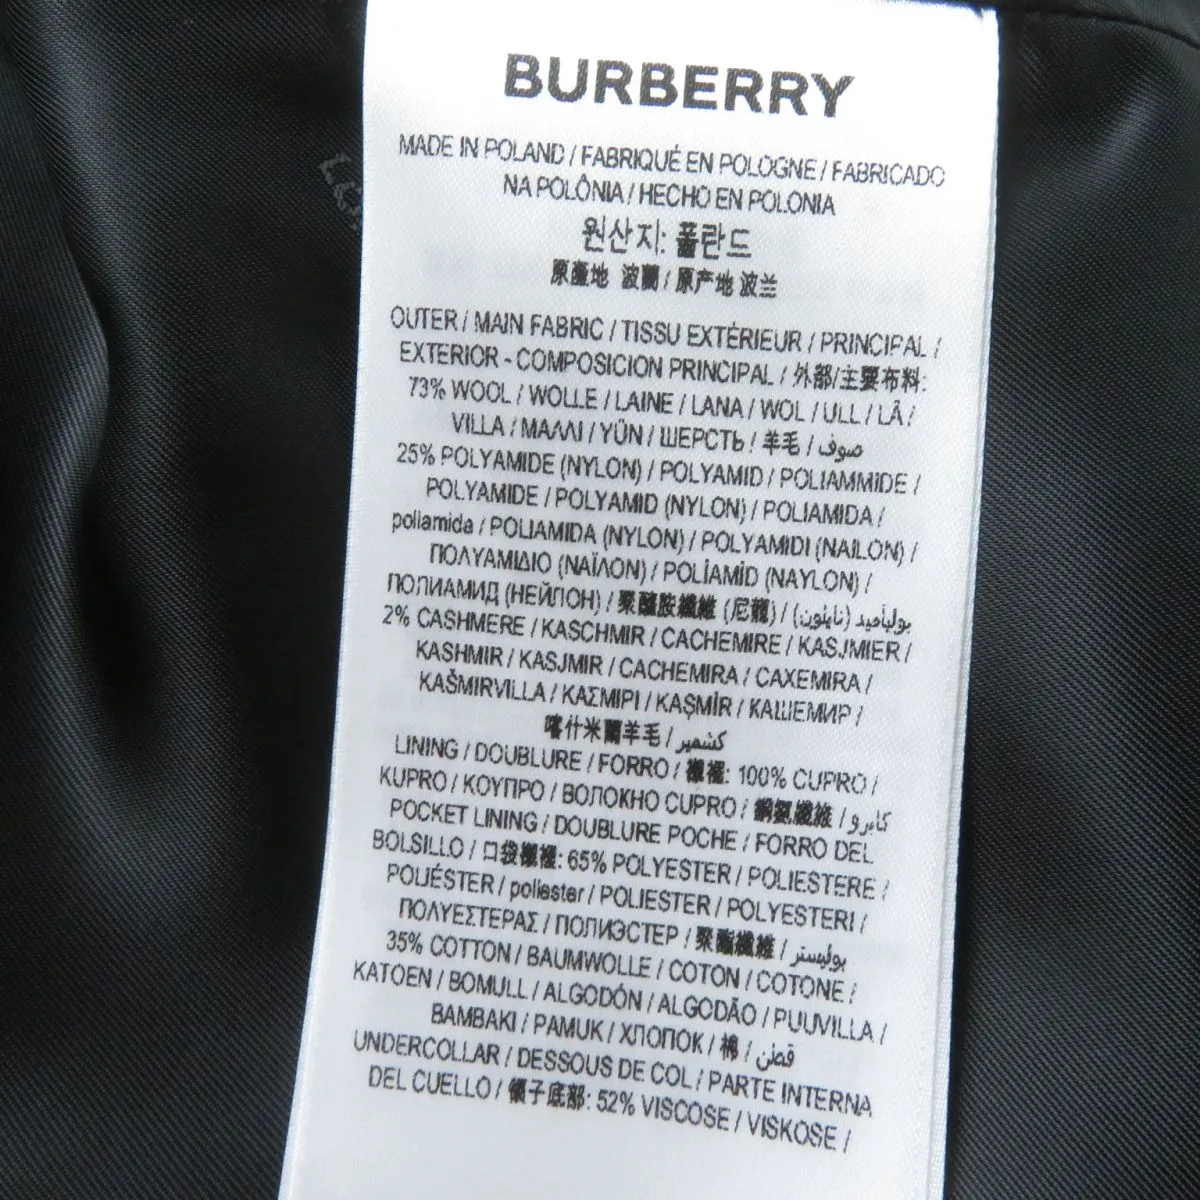 BURBERRY
MADE IN POLAND / FABRIQUÉ EN POLOGNE / FABRICADO
NA POLÔNIA / HECHO EN POLONIA
원산지: 폴란드
原產地 波蘭 / 原产地 波兰
OUTER / MAIN FABRIC / TISSU EXTÉRIEUR / PRINCIPAL /
EXTERIOR - COMPOSICION PRINCIPAL / 外部/主要布料:
73% WOOL / WOLLE / LAINE / LANA / WOL / ULL / LÃ /
VILLA / ΜΑΛΛΙ / YÜN / ШЕРСТЬ / 羊毛 / صوف
25% POLYAMIDE (NYLON) / POLYAMID / POLIAMMIDE /
POLYAMIDE / POLYAMID (NYLON) / POLIAMIDA /
poliamida / POLIAMIDA (NYLON) / POLYAMIDI (NAILON) /
ΠΟΛΥΑΜΙΔΙΟ (ΝΑΪΛΟΝ) / POLİAMİD (NAYLON) /
ПОЛИАМИД (НЕЙЛОН) / 聚醯胺纖維 (尼龍) / بولياميد (نايلون)
2% CASHMERE / KASCHMIR / CACHEMIRE / KASJMIER /
KASHMIR / KASJMIR / CACHEMIRA / CAXEMIRA /
KAŠMIRVILLA / ΚΑΣΜΙΡΙ / KAŞMİR / КАШЕМИР /
喀什米爾羊毛 / كشمير
LINING / DOUBLURE / FORRO / 襯裡: 100% CUPRO /
KUPRO / ΚΟΥΠΡΟ / ВОЛОКНО CUPRO / 銅氨纖維 / كابرو
POCKET LINING / DOUBLURE POCHE / FORRO DEL
BOLSILLO / 口袋襯裡: 65% POLYESTER / POLIESTERE /
POLIÉSTER / poliester / POLIESTER / POLYESTERI /
ΠΟΛΥΕΣΤΕΡΑΣ / ПОЛИЭСТЕР / 聚酯纖維 / بوليستر
35% COTTON / BAUMWOLLE / COTON / COTONE /
KATOEN / BOMULL / ALGODÓN / ALGODÃO / PUUVILLA /
BAMBAKI / PAMUK / ХЛОПОК / 棉 / قطن
UNDERCOLLAR / DESSOUS DE COL / PARTE INTERNA
DEL CUELLO / 領子底部: 52% VISCOSE / VISKOSE /